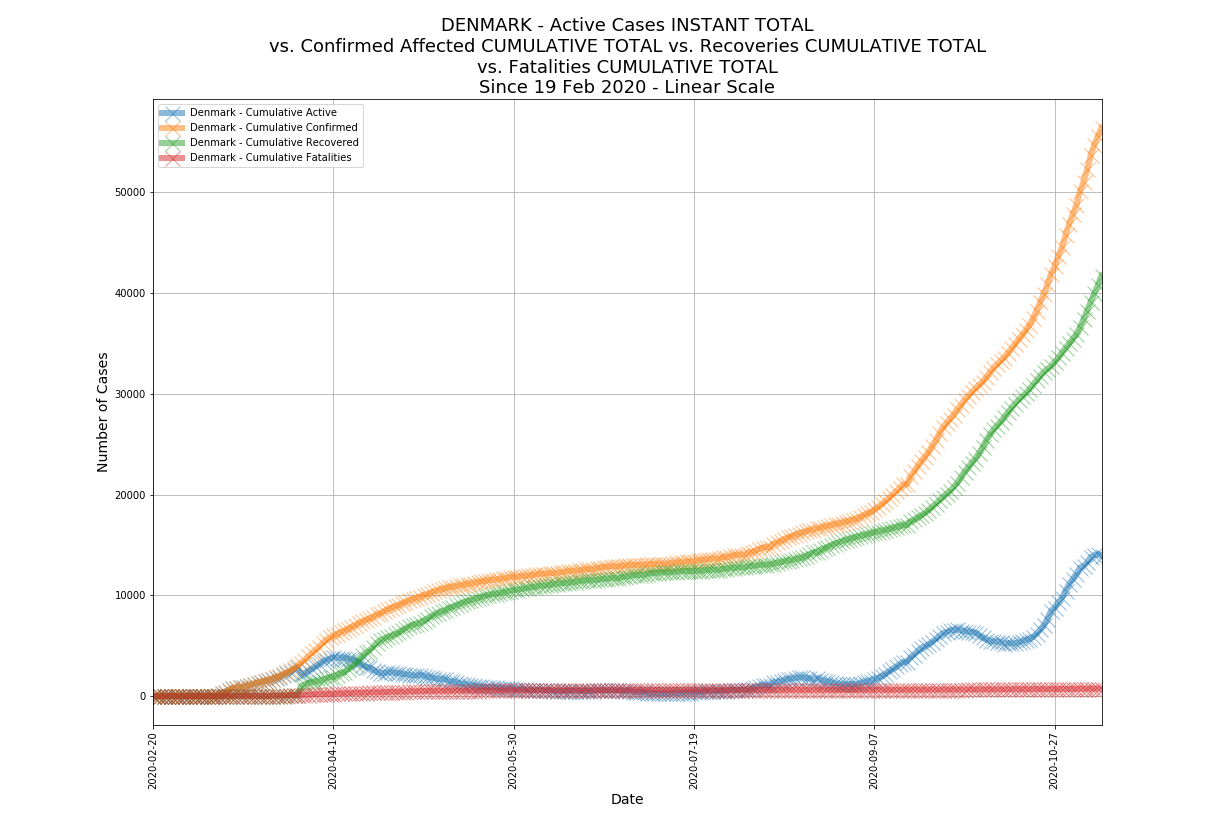 DENMARK - Active Cases INSTANT TOTAL
vs. Confirmed Affected CUMULATIVE TOTAL vs. Recoveries CUMULATIVE TOTAL
vs. Fatalities CUMULATIVE TOTAL
Since 19 Feb 2020 - Linear Scale
Denmark - Cumulative Active
Denmark - Cumulative Confirmed
Denmark - Cumulative Recovered
Denmark - Cumulative Fatalities
Number of Cases
50000
40000
30000
20000
10000
0
2020-02-20
2020-04-10
2020-05-30
2020-07-19
2020-09-07
2020-10-27
Date